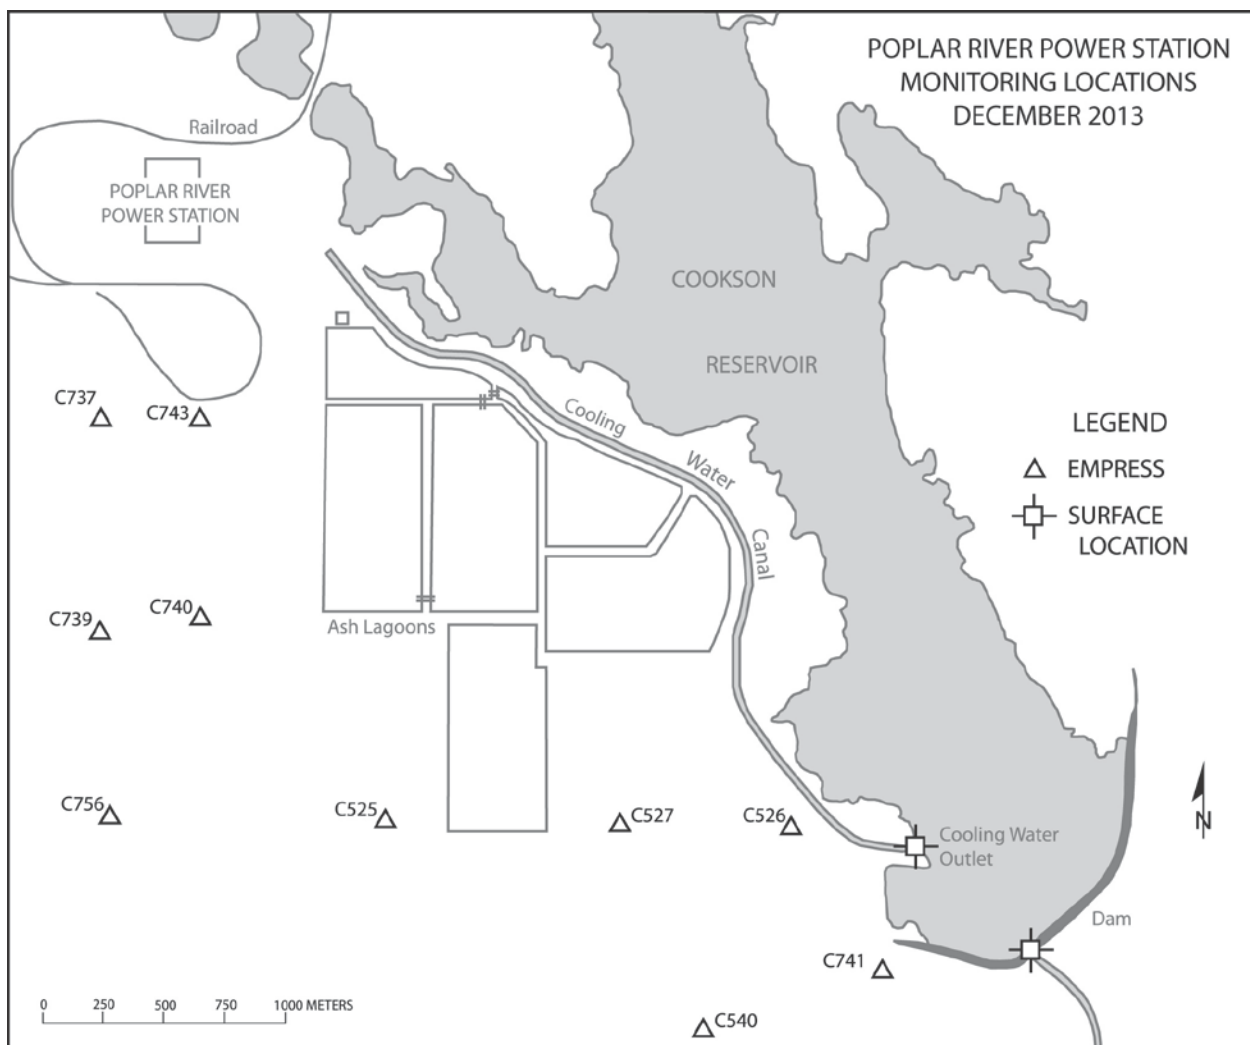 POPLAR RIVER POWER STATION
MONITORING LOCATIONS
DECEMBER 2013
Railroad
POPLAR RIVER
POWER STATION
COOKSON
RESERVOIR
C737
C743
Cooling
Water
Canal
LEGEND
EMPRESS
SURFACE
LOCATION
C739
C740
Ash Lagoons
C756
C525
C527
C526
Cooling Water
Outlet
N
Dam
C741
C540
0 250 500 750 1000 METERS